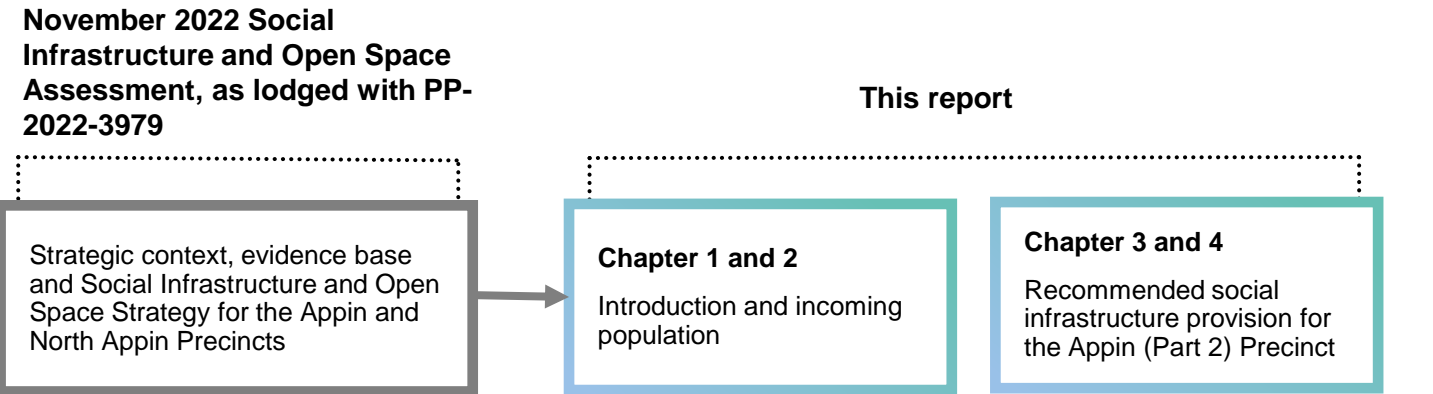 November 2022 Social
Infrastructure and Open Space
Assessment, as lodged with PP-
2022-3979
This report
Strategic context, evidence base
and Social Infrastructure and Open
Space Strategy for the Appin and
North Appin Precincts
Chapter 1 and 2
Introduction and incoming
population
Chapter 3 and 4
Recommended social
infrastructure provision for
the Appin (Part 2) Precinct